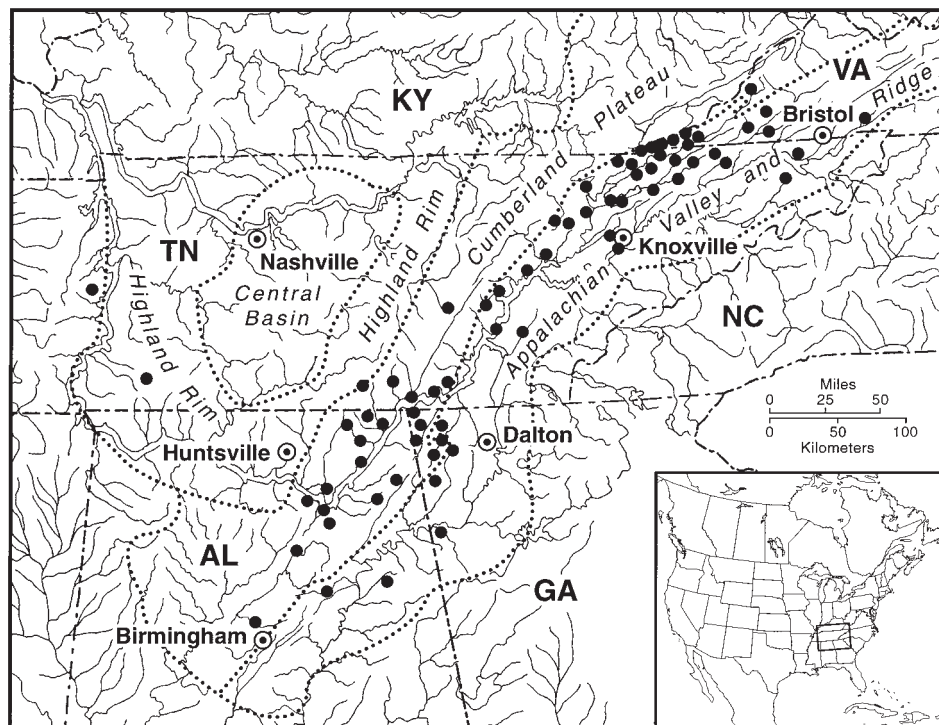 KY
VA
Bristol
Ridge
Plateau
Cumberland
Valley and
Appalachian
Knoxville
TN
Nashville
Central
Basin
Highland Rim
Highland Rim
NC
Miles
0 25 50
0 50 100
Kilometers
Huntsville
Dalton
AL
GA
Birmingham